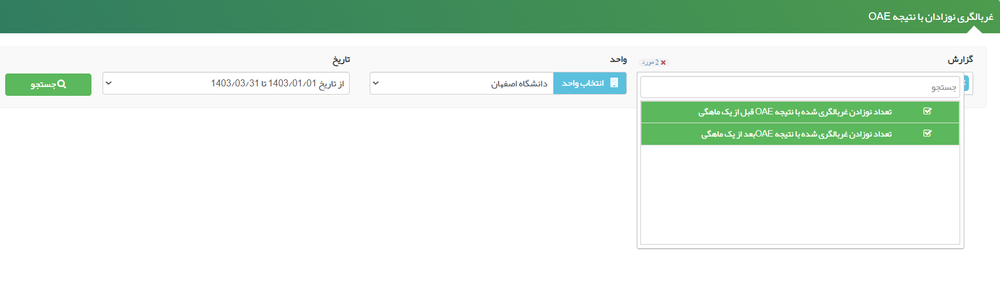 غربالگری نوزادان با نتیجه OAE
گزارش
2 مورد
جستجو
تعداد نوزادن غربالگری شده با نتیجه OAE قبل از یک ماهگی
تعداد نوزادن غربالگری شده با نتیجه OAEبعد از یک ماهگی
واحد
انتخاب واحد
دانشگاه اصفهان
تاریخ
از تاریخ 1403/01/01 تا 1403/03/31
جستجو